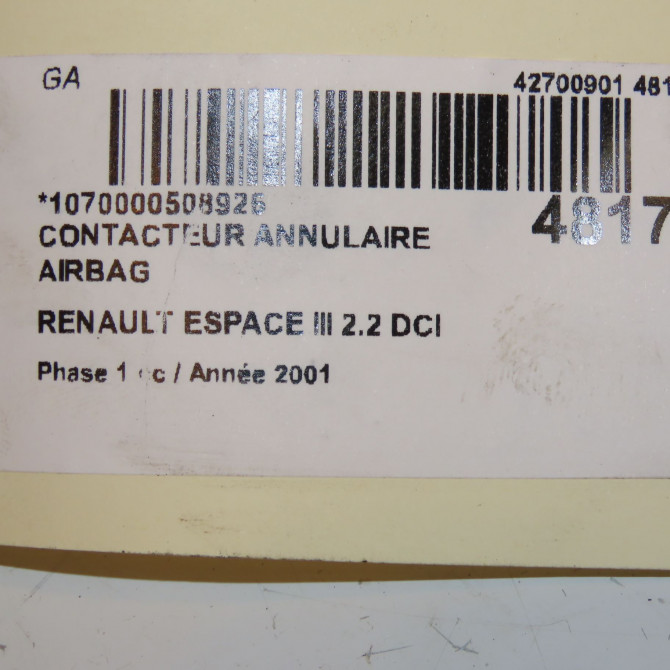 GA
42700901 481
*1070000508926
4817
CONTACTEUR ANNULAIRE
AIRBAG
RENAULT ESPACE III 2.2 DCI
Phase 1 / Année 2001